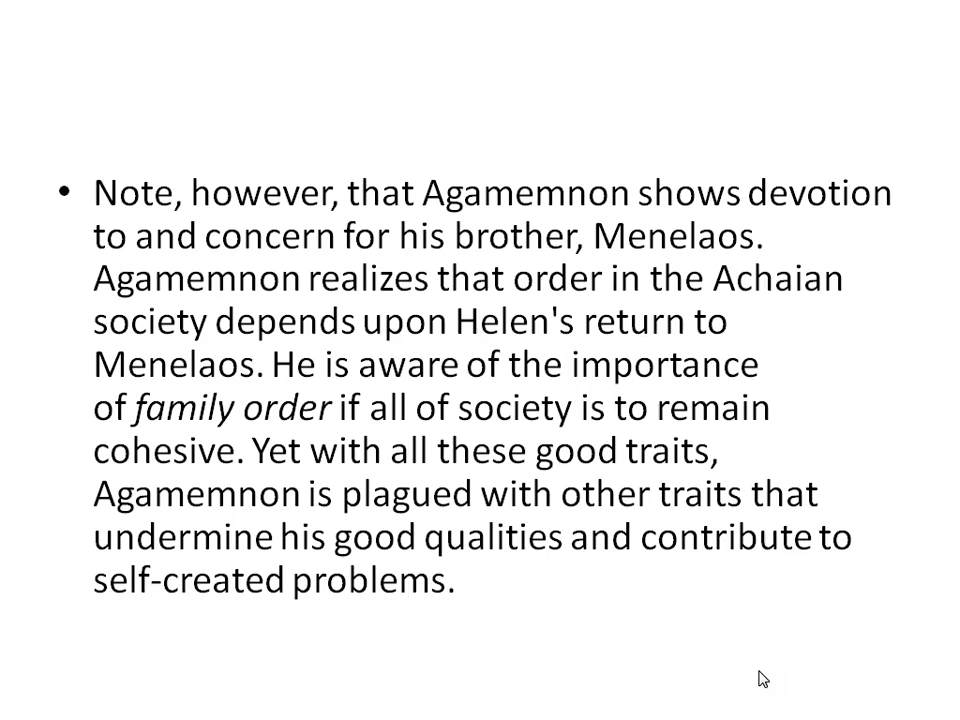 • Note, however, that Agamemnon shows devotion
to and concern for his brother, Menelaos.
Agamemnon realizes that order in the Achaian
society depends upon Helen's return to
Menelaos. He is aware of the importance
of family order if all of society is to remain
cohesive. Yet with all these good traits,
Agamemnon is plagued with other traits that
undermine his good qualities and contribute to
self-created problems.